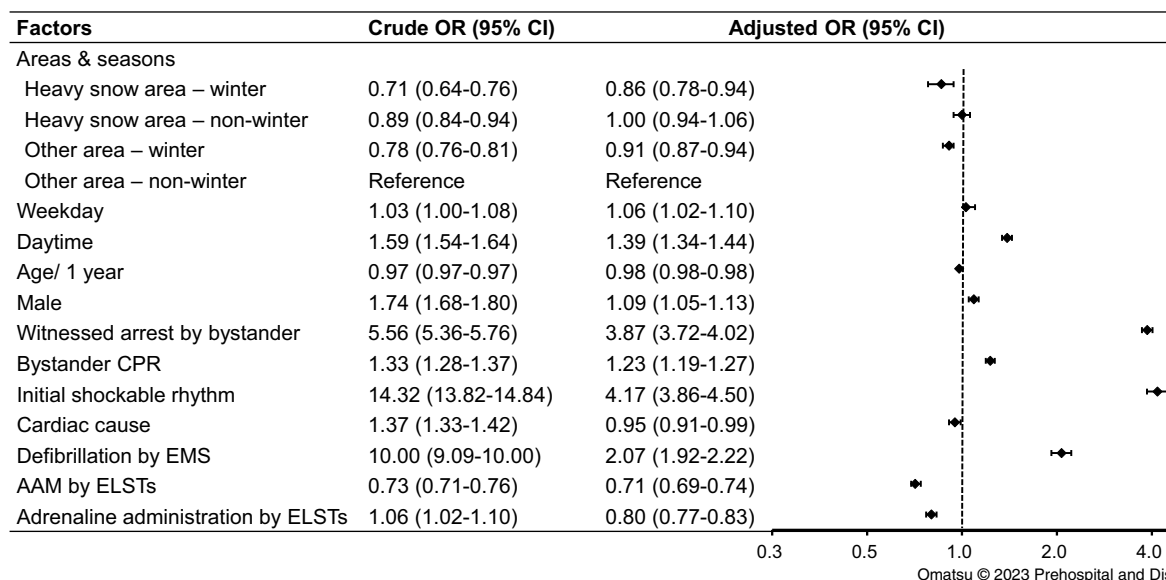 Factors Crude OR (95% CI) Adjusted OR (95% CI)
Areas & seasons
Heavy snow area – winter 0.71 (0.64-0.76) 0.86 (0.78-0.94)
Heavy snow area – non-winter 0.89 (0.84-0.94) 1.00 (0.94-1.06)
Other area – winter 0.78 (0.76-0.81) 0.91 (0.87-0.94)
Other area – non-winter Reference Reference
Weekday 1.03 (1.00-1.08) 1.06 (1.02-1.10)
Daytime 1.59 (1.54-1.64) 1.39 (1.34-1.44)
Age/ 1 year 0.97 (0.97-0.97) 0.98 (0.98-0.98)
Male 1.74 (1.68-1.80) 1.09 (1.05-1.13)
Witnessed arrest by bystander 5.56 (5.36-5.76) 3.87 (3.72-4.02)
Bystander CPR 1.33 (1.28-1.37) 1.23 (1.19-1.27)
Initial shockable rhythm 14.32 (13.82-14.84) 4.17 (3.86-4.50)
Cardiac cause 1.37 (1.33-1.42) 0.95 (0.91-0.99)
Defibrillation by EMS 10.00 (9.09-10.00) 2.07 (1.92-2.22)
AAM by ELSTs 0.73 (0.71-0.76) 0.71 (0.69-0.74)
Adrenaline administration by ELSTs 1.06 (1.02-1.10) 0.80 (0.77-0.83)
0.3 0.5 1.0 2.0 4.0
Omatsu © 2023 Prehospital and Dis